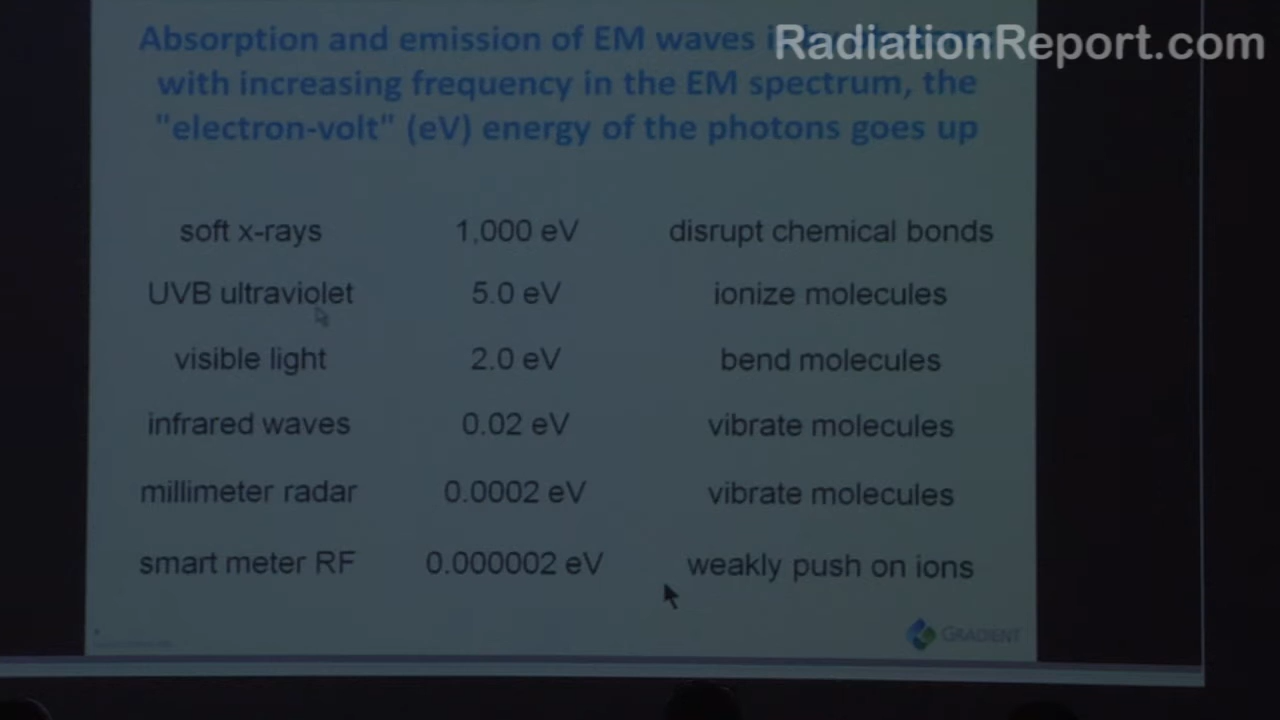 RadiationReport.com
Absorption and emission of EM waves
with increasing frequency in the EM spectrum, the
"electron-volt" (eV) energy of the photons goes up
soft x-rays 1,000 eV disrupt chemical bonds
UVB ultraviolet 5.0 eV ionize molecules
visible light 2.0 eV bend molecules
infrared waves 0.02 eV vibrate molecules
millimeter radar 0.0002 eV vibrate molecules
smart meter RF 0.000002 eV weakly push on ions
GRADIENT